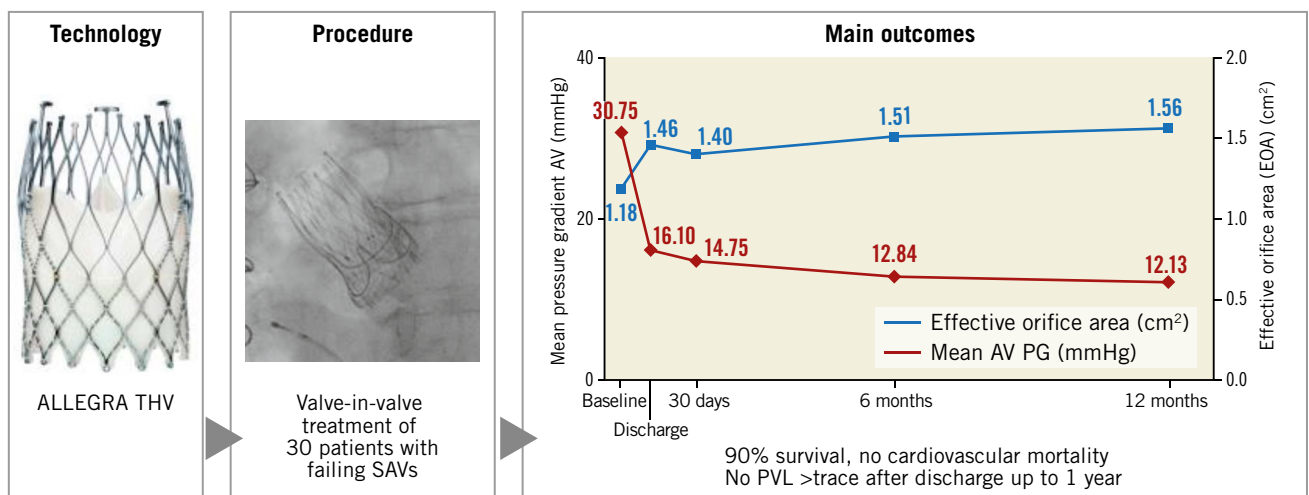 Technology
ALLEGRA THV
Procedure
Valve-in-valve
treatment of
30 patients with
failing SAVs
Main outcomes
Mean pressure gradient AV (mmHg)
40
20
0
30.75
16.10
14.75
12.84
12.13
1.18
1.46
1.40
1.51
1.56
Effective orifice area (cm²)
Mean AV PG (mmHg)
2.0
1.5
1.0
0.5
0.0
Effective orifice area (EOA) (cm²)
Baseline
Discharge
30 days
6 months
12 months
90% survival, no cardiovascular mortality
No PVL >trace after discharge up to 1 year